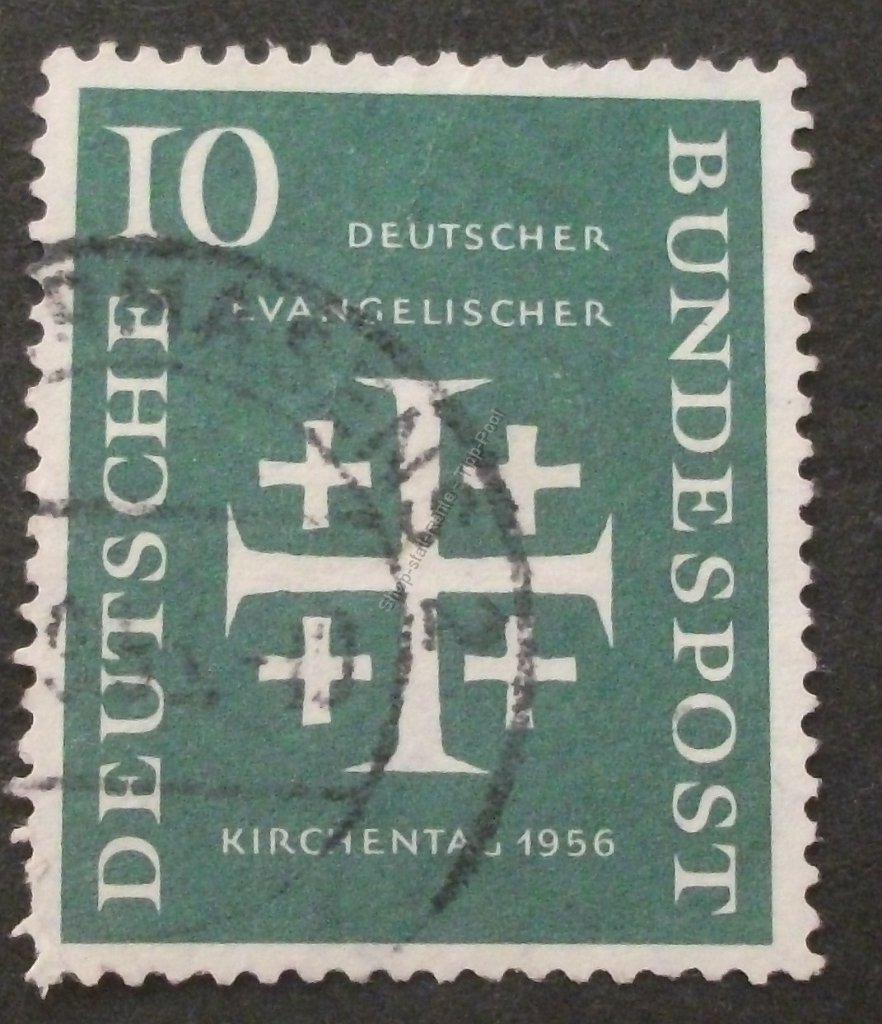 10
DEUTSCHER
EVANGELISCHER
DEUTSCHE
BUNDESPOST
KIRCHENTAG 1956